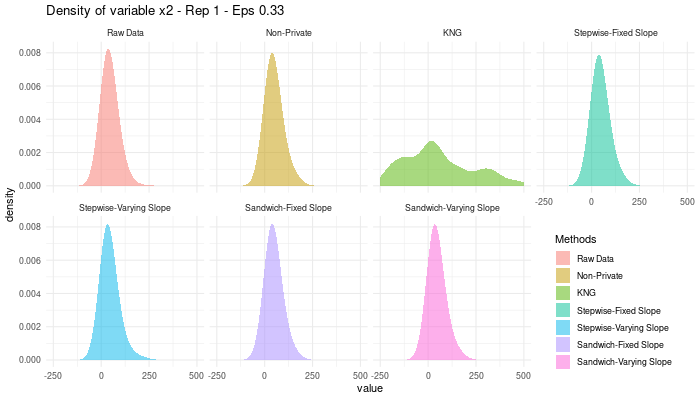 Density of variable x2 - Rep 1 - Eps 0.33
Raw Data Non-Private KNG Stepwise-Fixed Slope
0.008
0.006
0.004
0.002
0.000
-250 0 250 500
density
Stepwise-Varying Slope Sandwich-Fixed Slope Sandwich-Varying Slope
0.008
0.006
0.004
0.002
0.000
-250 0 250 500 -250 0 250 500 -250 0 250 500
value
Methods
Raw Data
Non-Private
KNG
Stepwise-Fixed Slope
Stepwise-Varying Slope
Sandwich-Fixed Slope
Sandwich-Varying Slope